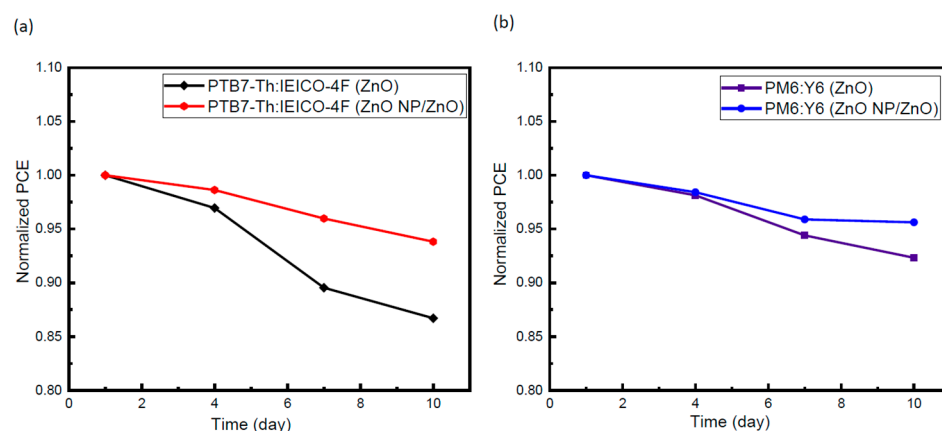 (a)
1.10
1.05
1.00
0.95
0.90
0.85
0.80
Normalized PCE
PTB7-Th:IEICO-4F (ZnO)
PTB7-Th:IEICO-4F (ZnO NP/ZnO)
0 2 4 6 8 10
Time (day)
(b)
1.10
1.05
1.00
0.95
0.90
0.85
0.80
Normalized PCE
PM6:Y6 (ZnO)
PM6:Y6 (ZnO NP/ZnO)
0 2 4 6 8 10
Time (day)